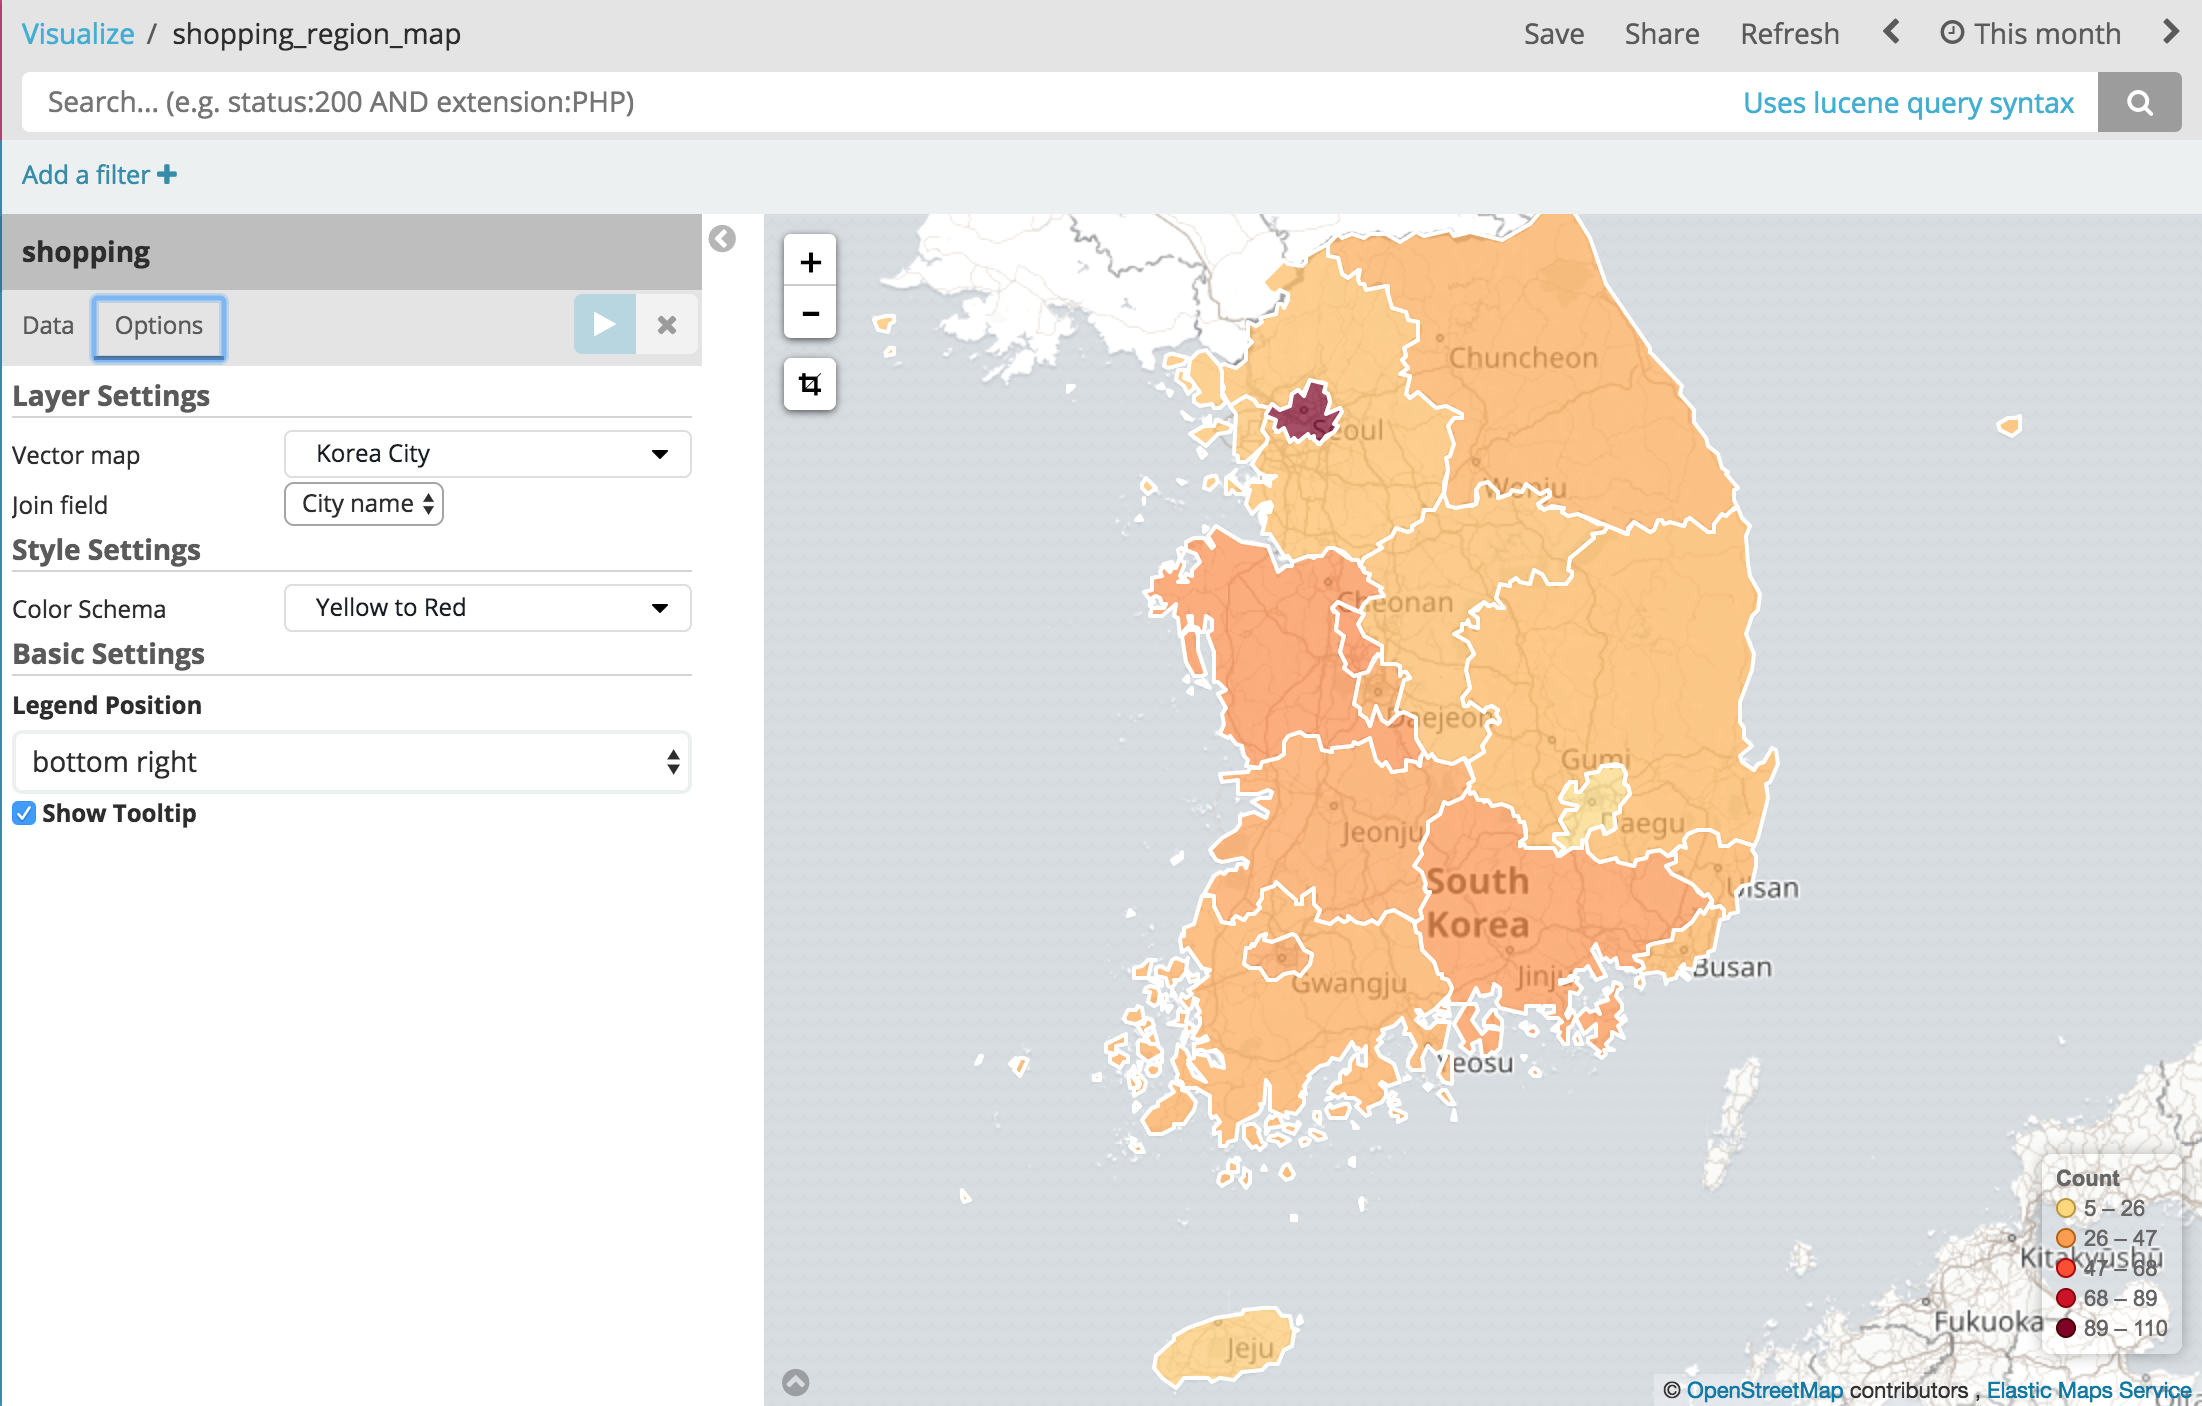 Visualize / shopping_region_map
Save Share Refresh This month
Search... (e.g. status:200 AND extension:PHP)
Uses lucene query syntax
Add a filter
shopping
Data Options
Layer Settings
Vector map Korea City
Join field City name
Style Settings
Color Schema Yellow to Red
Basic Settings
Legend Position
bottom right
Show Tooltip
Chuncheon
Seoul
Wonju
Cheonan
Daejeon
Gumi
Daegu
Jeonju
South
Korea
Ulsan
Busan
Jinju
Gwangju
Yeosu
Jeju
Kitakyūshū
Fukuoka
Count
5 – 26
26 – 47
47 – 68
68 – 89
89 – 110
© OpenStreetMap contributors , Elastic Maps Service